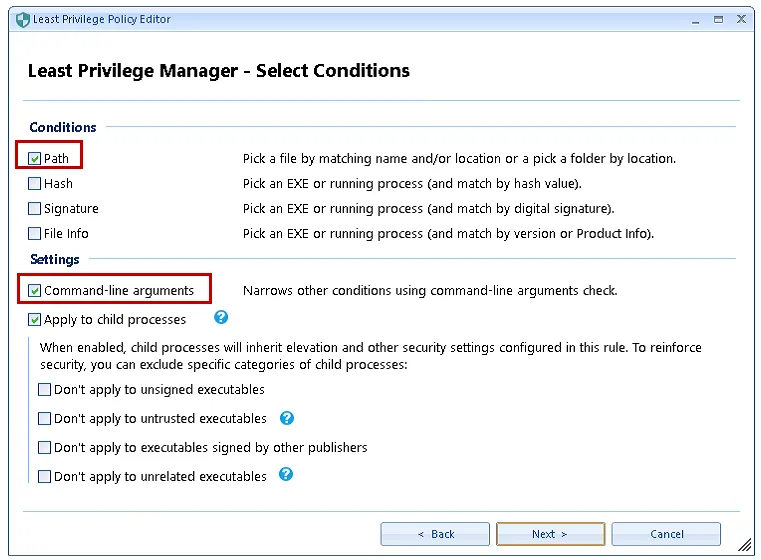 Least Privilege Policy Editor
Least Privilege Manager - Select Conditions
Conditions
Path Pick a file by matching name and/or location or a pick a folder by location.
Hash Pick an EXE or running process (and match by hash value).
Signature Pick an EXE or running process (and match by digital signature).
File Info Pick an EXE or running process (and match by version or Product Info).
Settings
Command-line arguments Narrows other conditions using command-line arguments check.
Apply to child processes ?
When enabled, child processes will inherit elevation and other security settings configured in this rule. To reinforce
security, you can exclude specific categories of child processes:
Don't apply to unsigned executables
Don't apply to untrusted executables ?
Don't apply to executables signed by other publishers
Don't apply to unrelated executables ?
< Back Next > Cancel